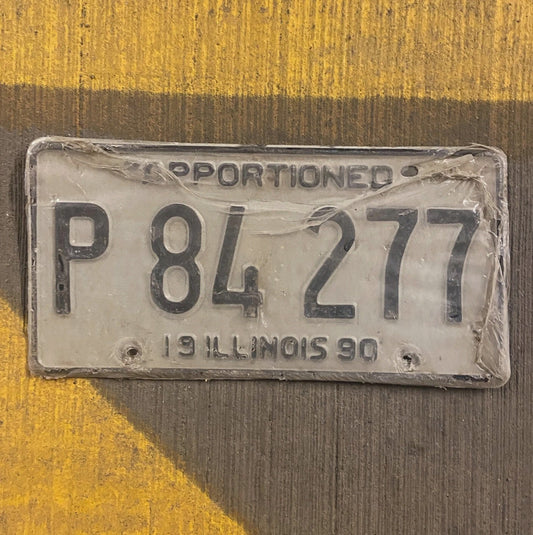 APPORTIONED
P 84 277
19 ILLINOIS 90